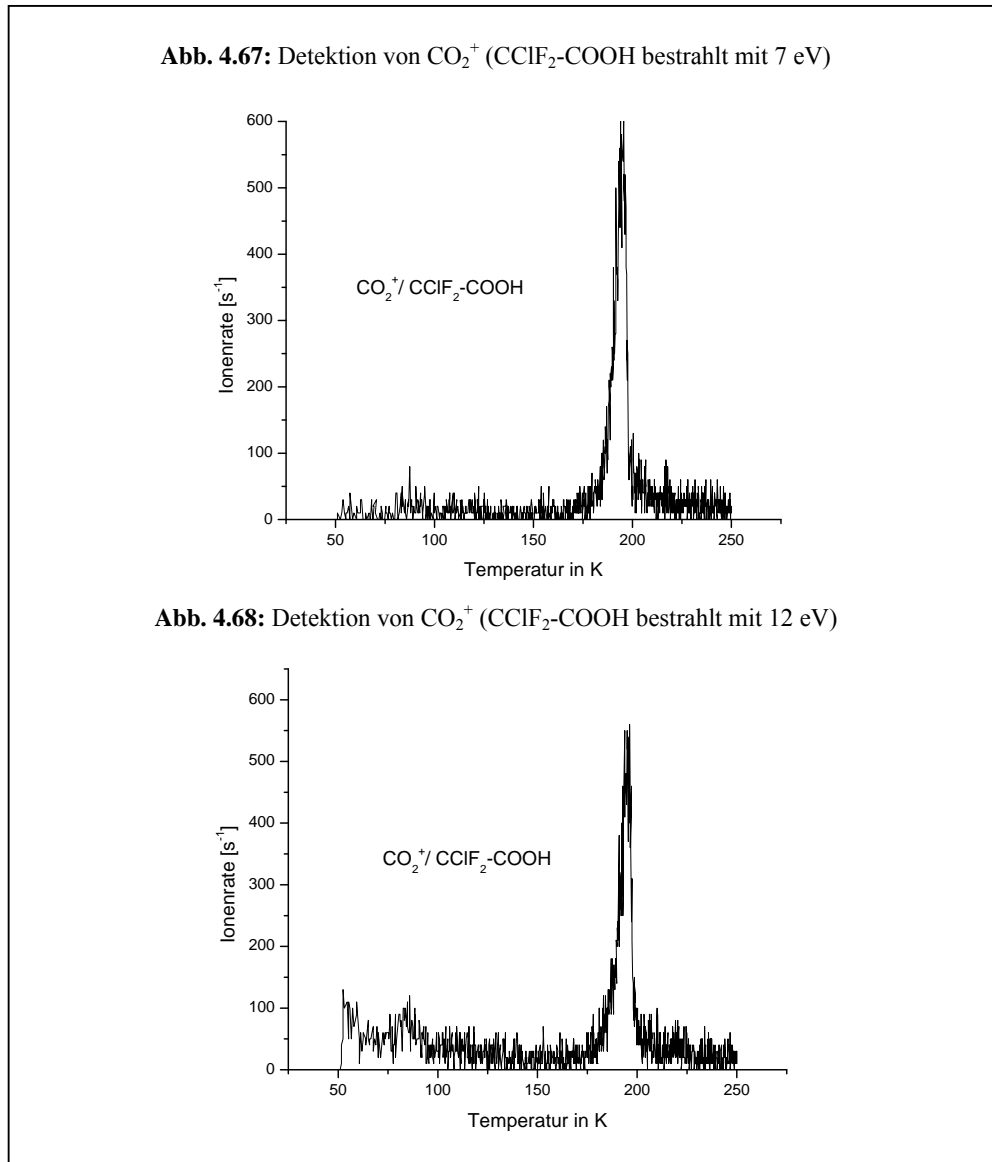 Abb. 4.67: Detektion von CO₂⁺ (CClF₂-COOH bestrahlt mit 7 eV)
600
500
400
300
200
100
0
Ionenrate [s⁻¹]
CO₂⁺/ CClF₂-COOH
50 100 150 200 250
Temperatur in K
Abb. 4.68: Detektion von CO₂⁺ (CClF₂-COOH bestrahlt mit 12 eV)
600
500
400
300
200
100
0
Ionenrate [s⁻¹]
CO₂⁺/ CClF₂-COOH
50 100 150 200 250
Temperatur in K